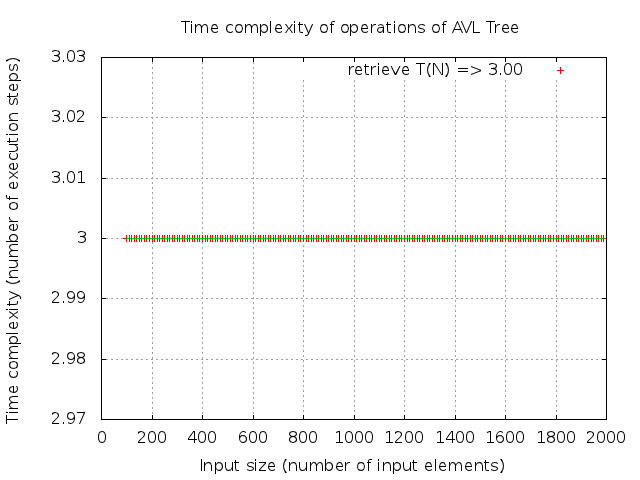 Time complexity of operations of AVL Tree
retrieve T(N) => 3.00
3.03
3.02
3.01
3
2.99
2.98
2.97
0 200 400 600 800 1000 1200 1400 1600 1800 2000
Time complexity (number of execution steps)
Input size (number of input elements)